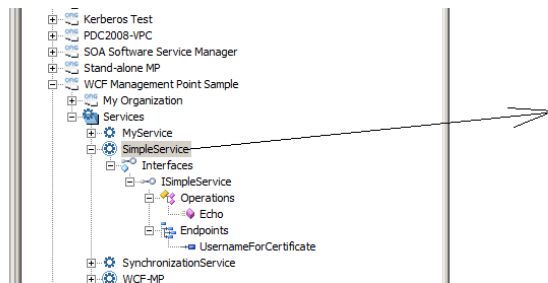 Kerberos Test
PDC2008-VPC
SOA Software Service Manager
Stand-alone MP
WCF Management Point Sample
My Organization
Services
MyService
SimpleService
Interfaces
ISimpleService
Operations
Echo
Endpoints
UsernameForCertificate
SynchronizationService
WCF-MP